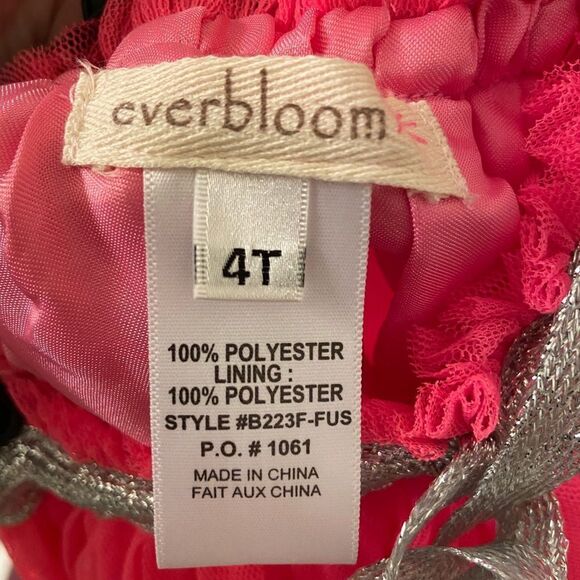 everbloom
4T
100% POLYESTER
LINING :
100% POLYESTER
STYLE #B223F-FUS
P.O. # 1061
MADE IN CHINA
FAIT AUX CHINA